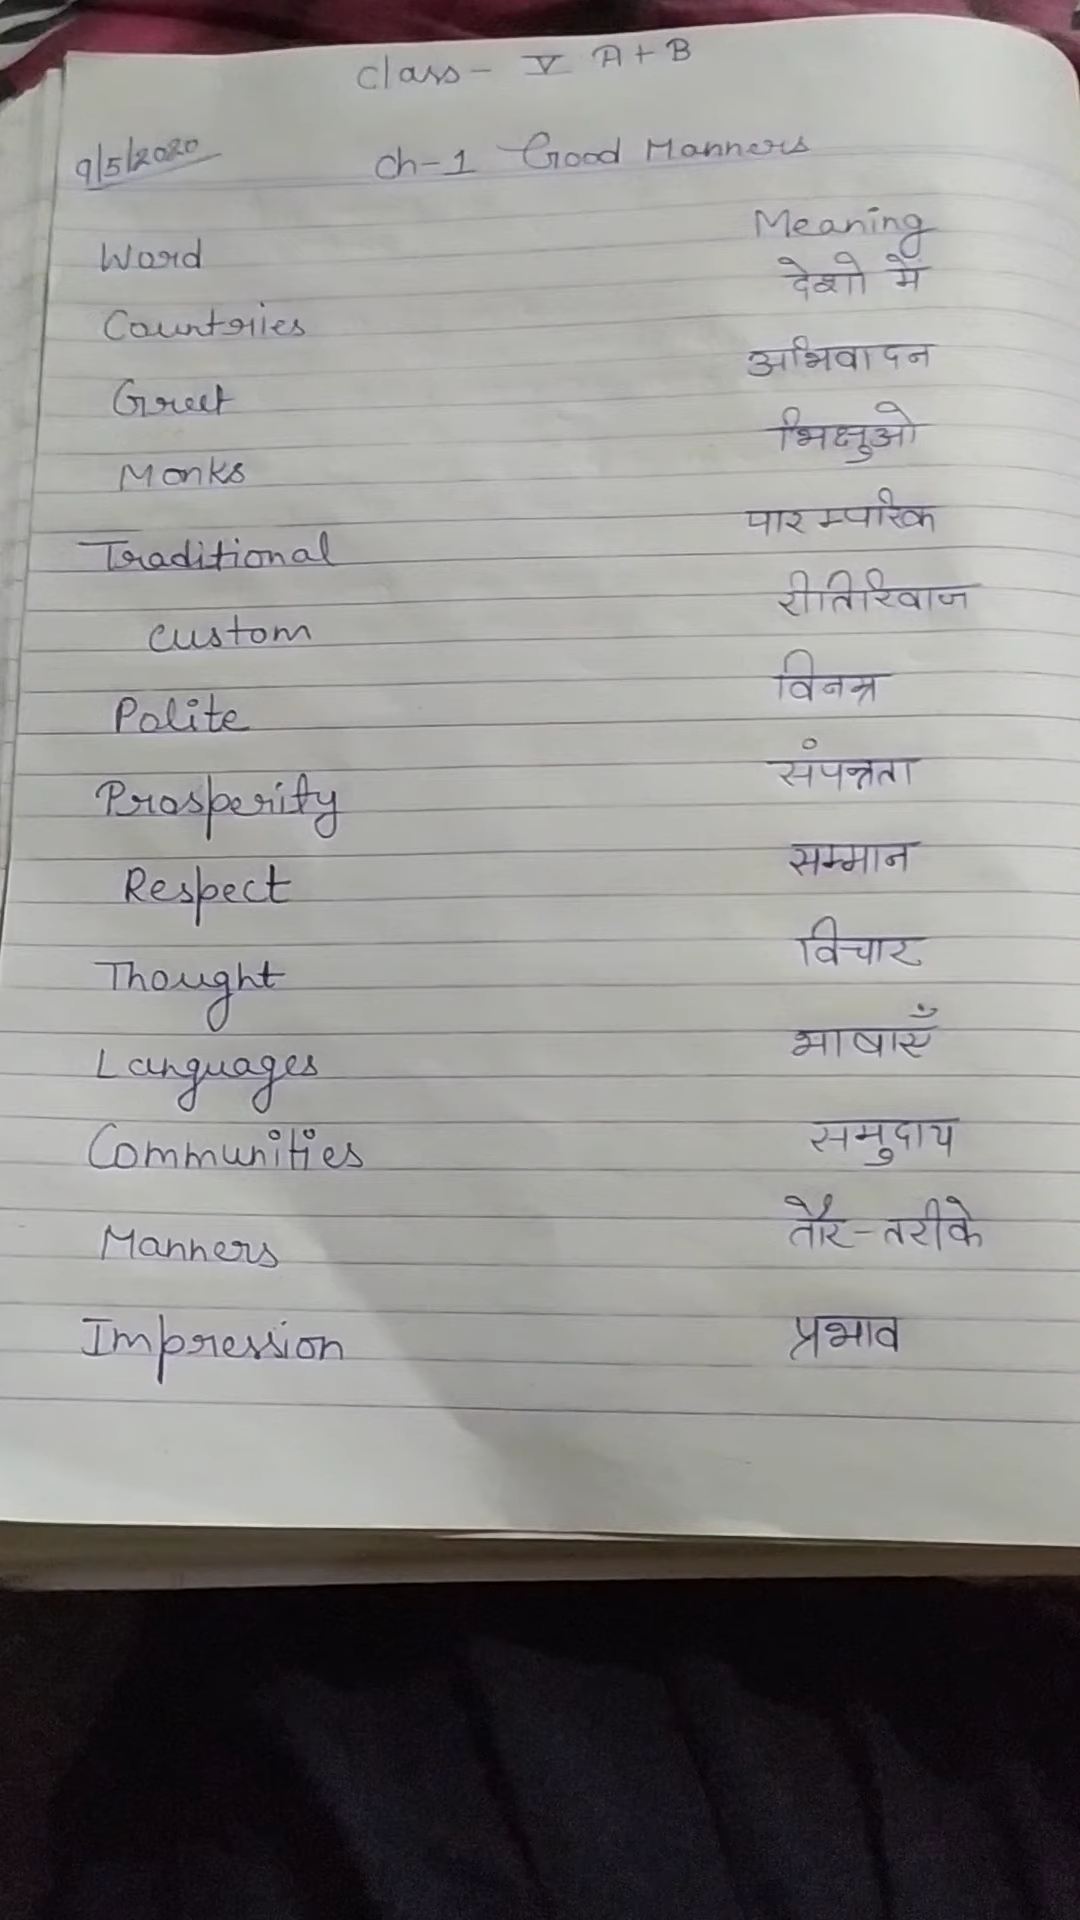 Class - V A + B
9/5/2020 Ch-1 Good Manners
Word Meaning
Countries देशो में
Greet अभिवादन
Monks भिक्षुओ
Traditional पारम्परिक
Custom रीतिरिवाज
Polite विनम्र
Prosperity संपन्नता
Respect सम्मान
Thought विचार
Languages भाषाएँ
Communities समुदाय
Manners तौर-तरीके
Impression प्रभाव